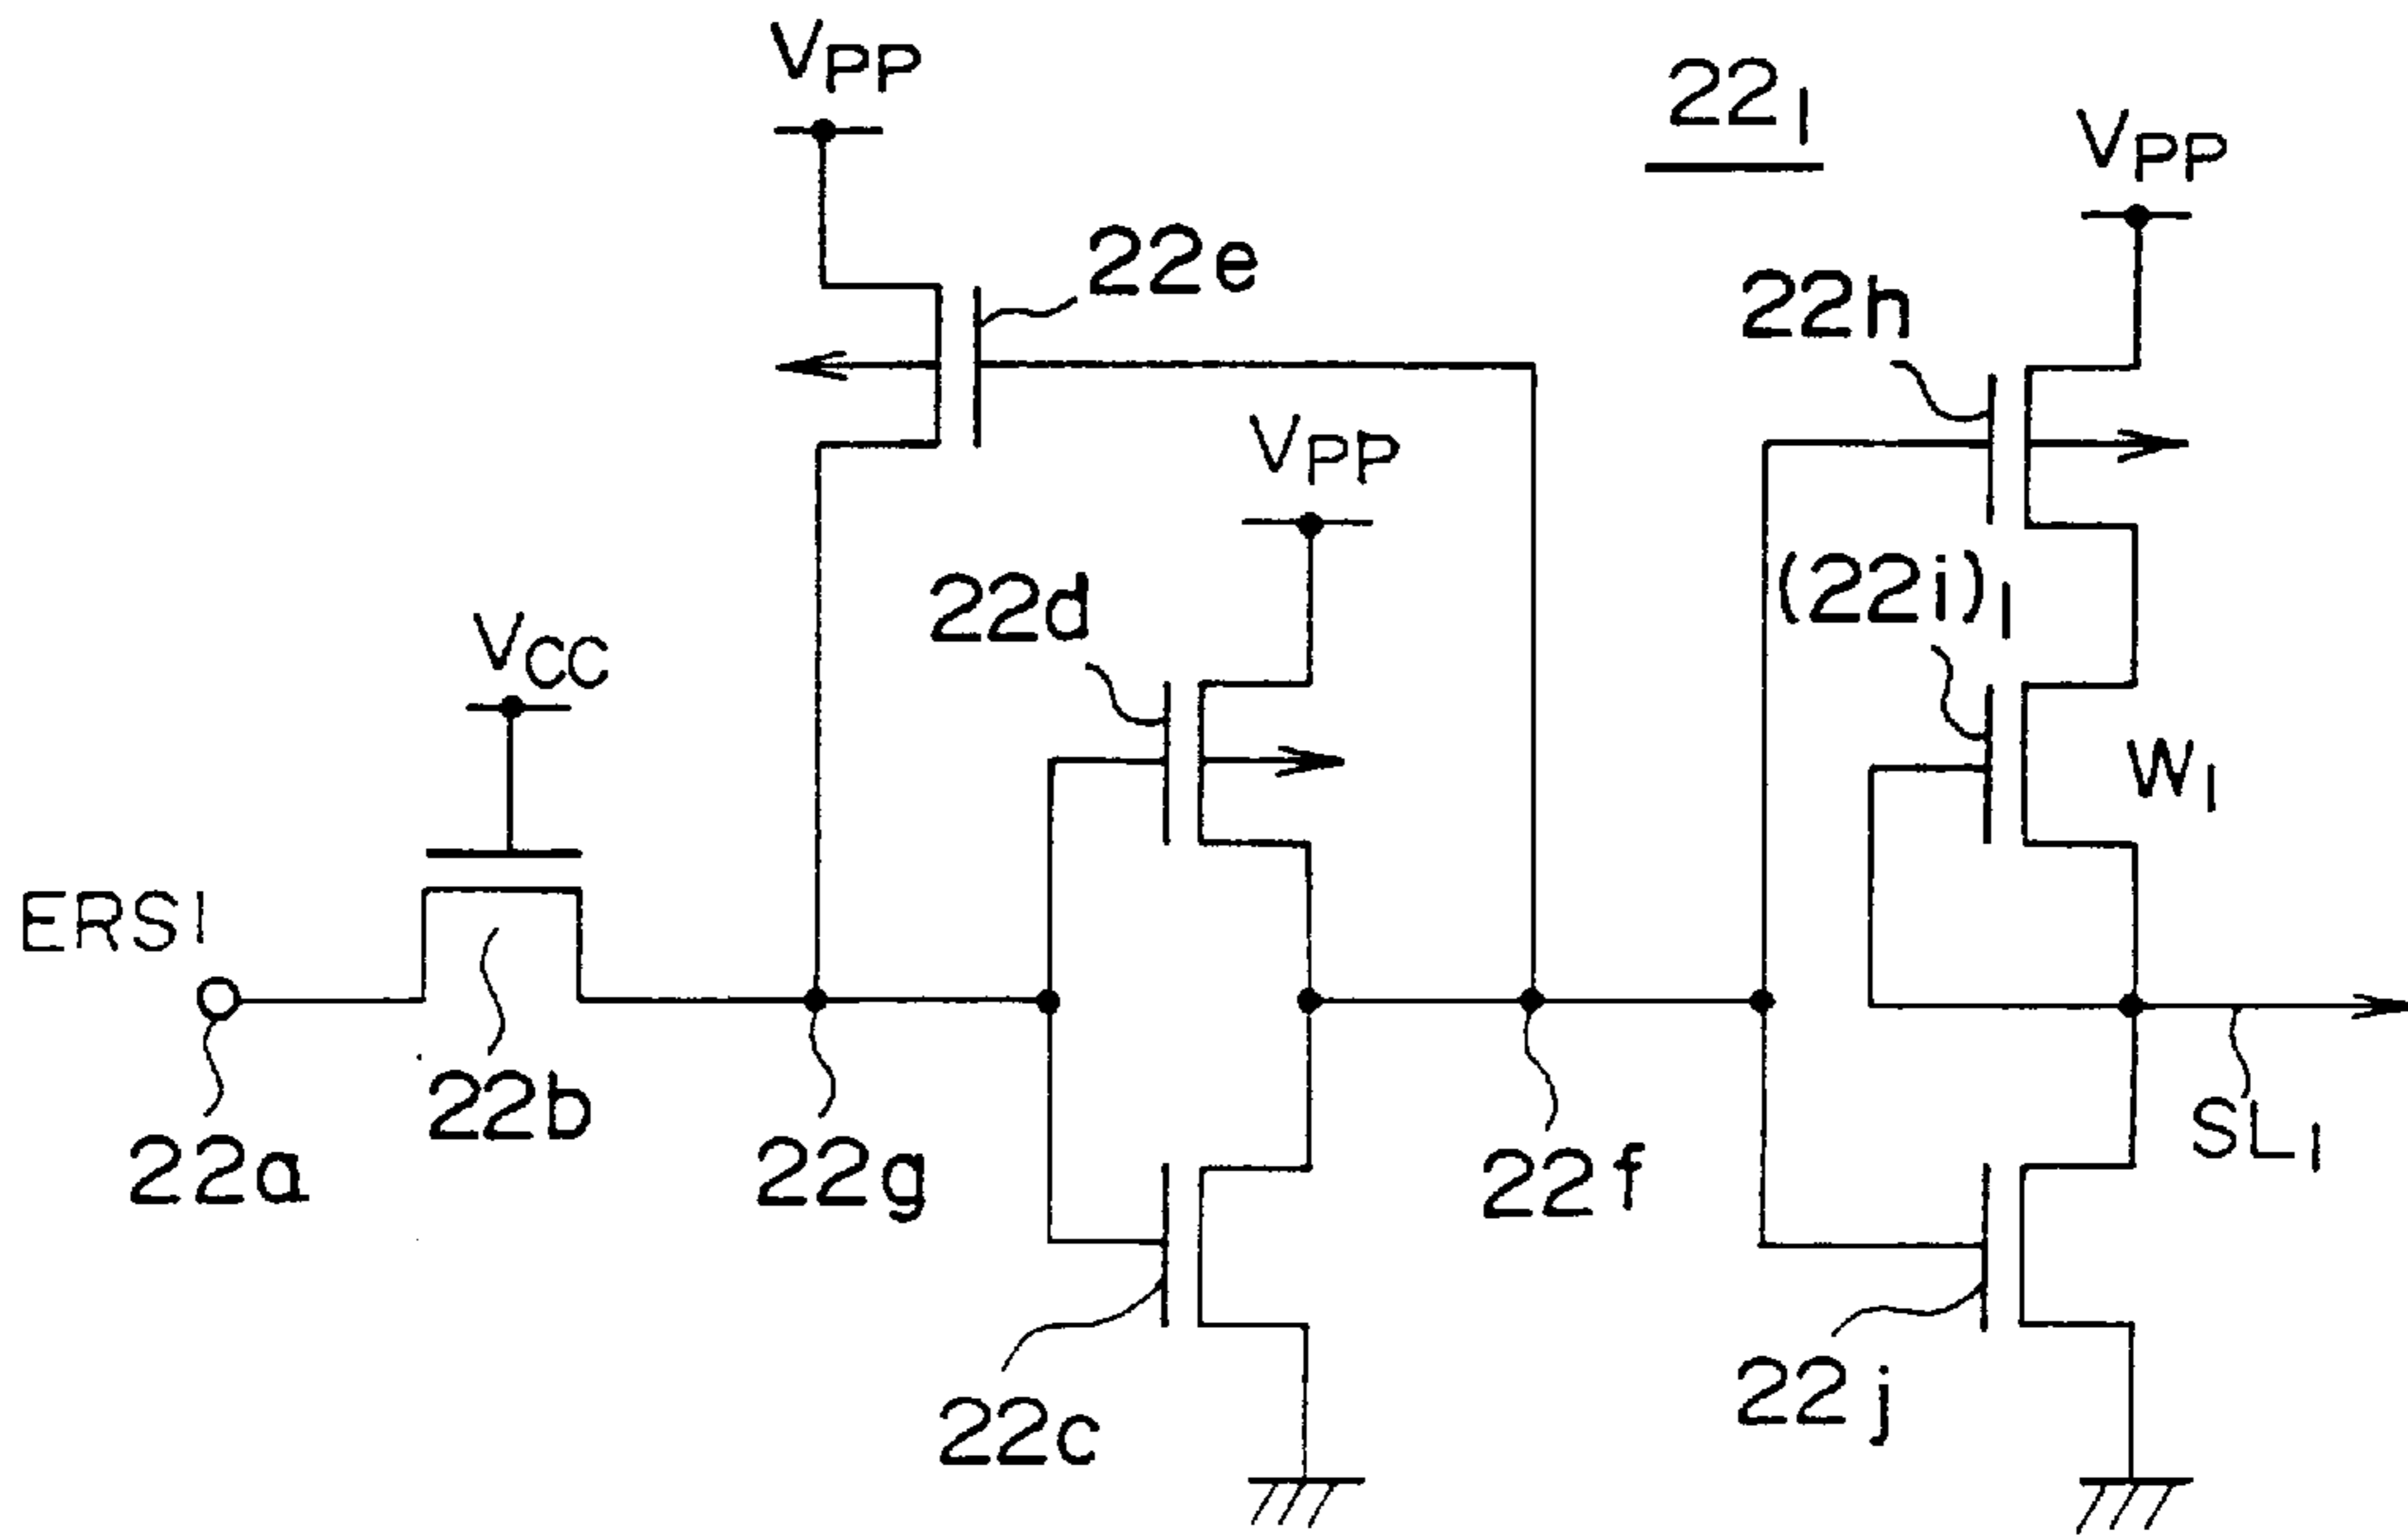 VPP
22₁
VPP
22e
22h
VPP
22d
(22i)₁
VCC
W₁
ERS1
22a
22b
22g
22f
SL₁
22c
22j